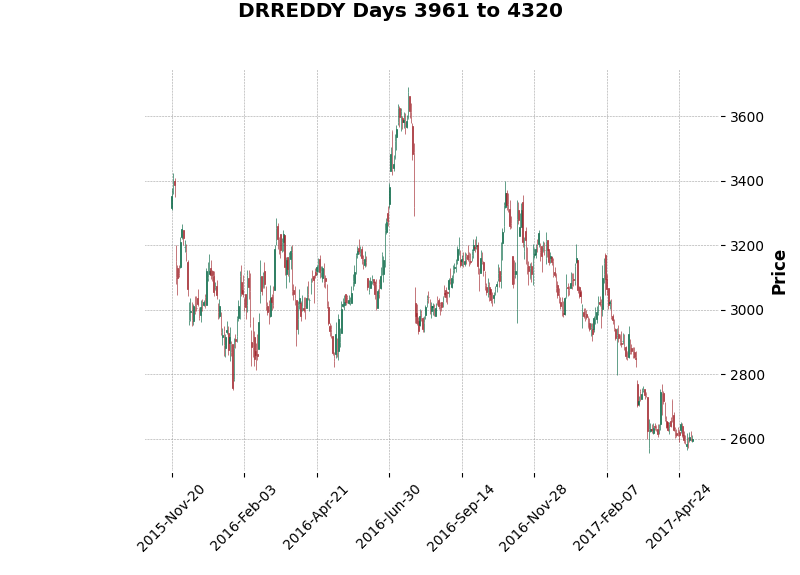 DRREDDY Days 3961 to 4320
3600
3400
3200
3000
2800
2600
Price
2015-Nov-20
2016-Feb-03
2016-Apr-21
2016-Jun-30
2016-Sep-14
2016-Nov-28
2017-Feb-07
2017-Apr-24